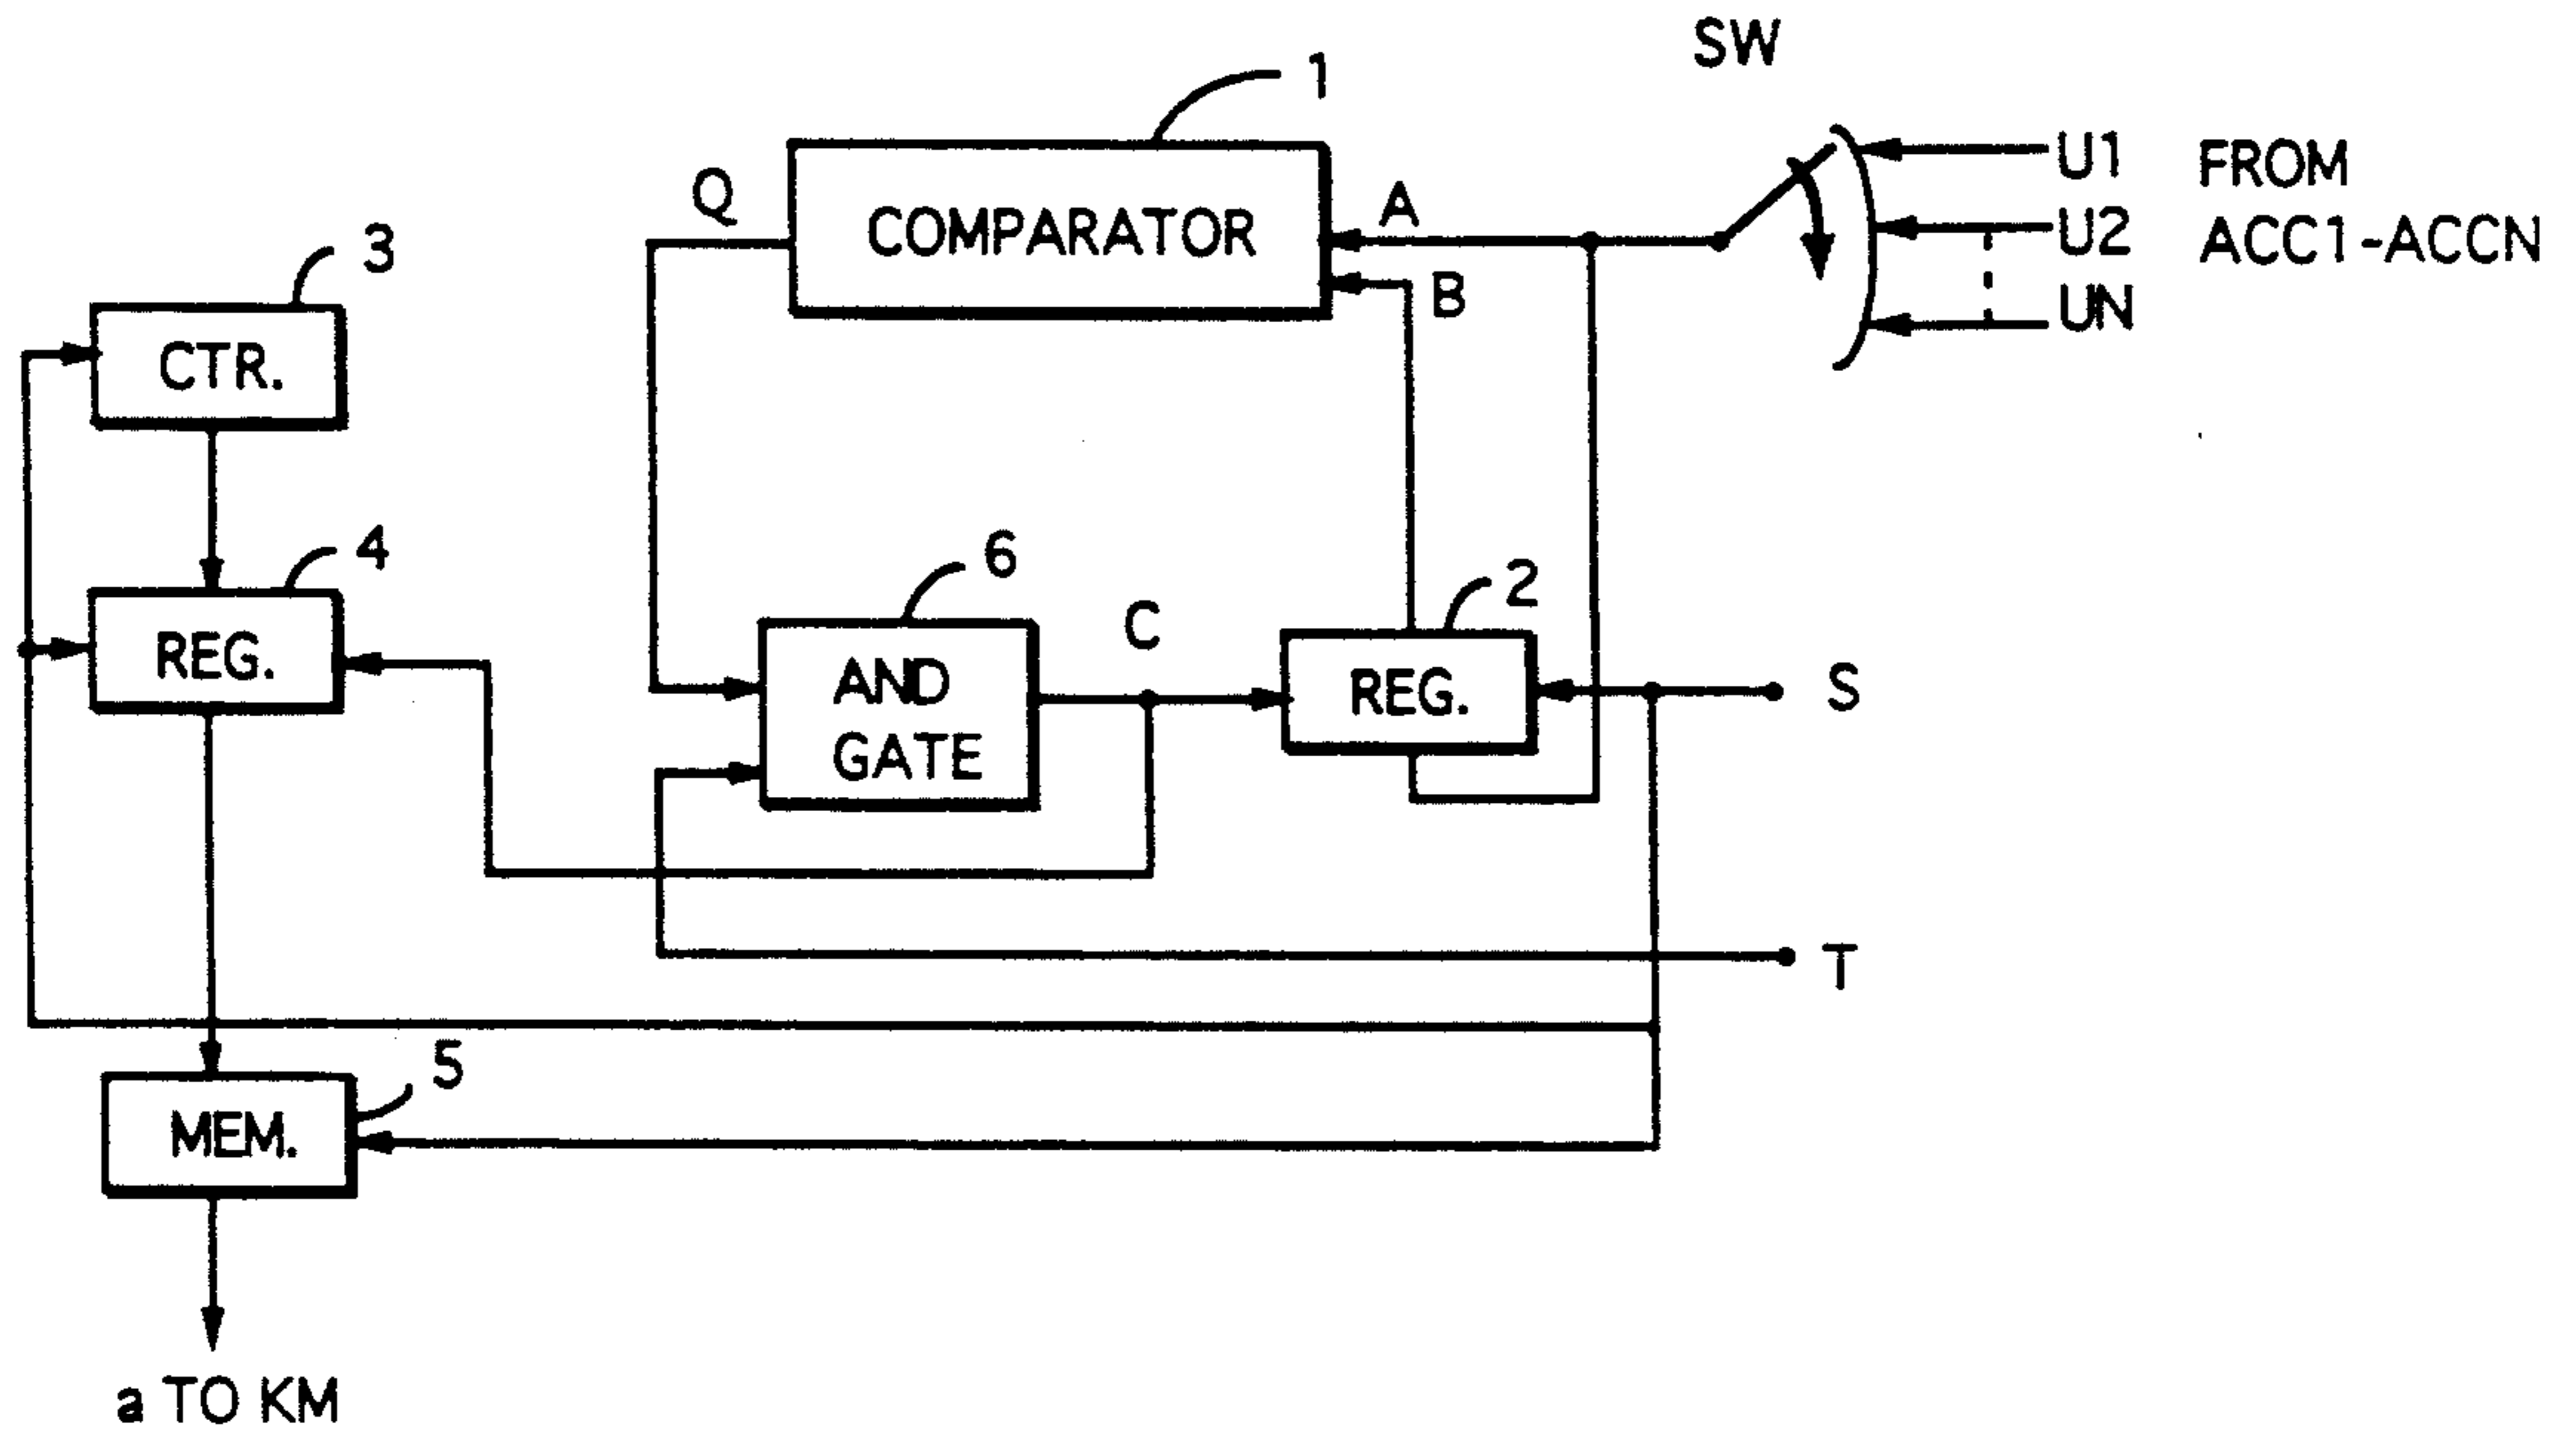 SW
1
U1
FROM
Q
COMPARATOR
A
U2
ACC1-ACCN
3
B
UN
CTR.
4
6
2
C
REG.
AND
GATE
REG.
S
T
5
MEM.
a TO KM